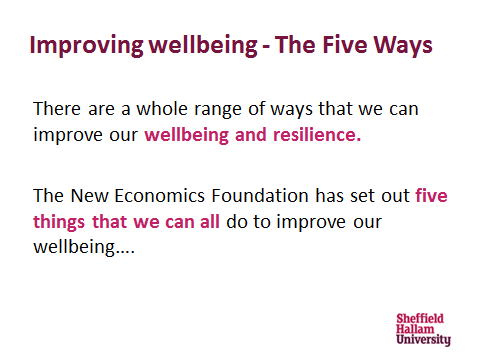 Improving wellbeing - The Five Ways
There are a whole range of ways that we can
improve our wellbeing and resilience.
The New Economics Foundation has set out five
things that we can all do to improve our
wellbeing....
Sheffield
Hallam
University